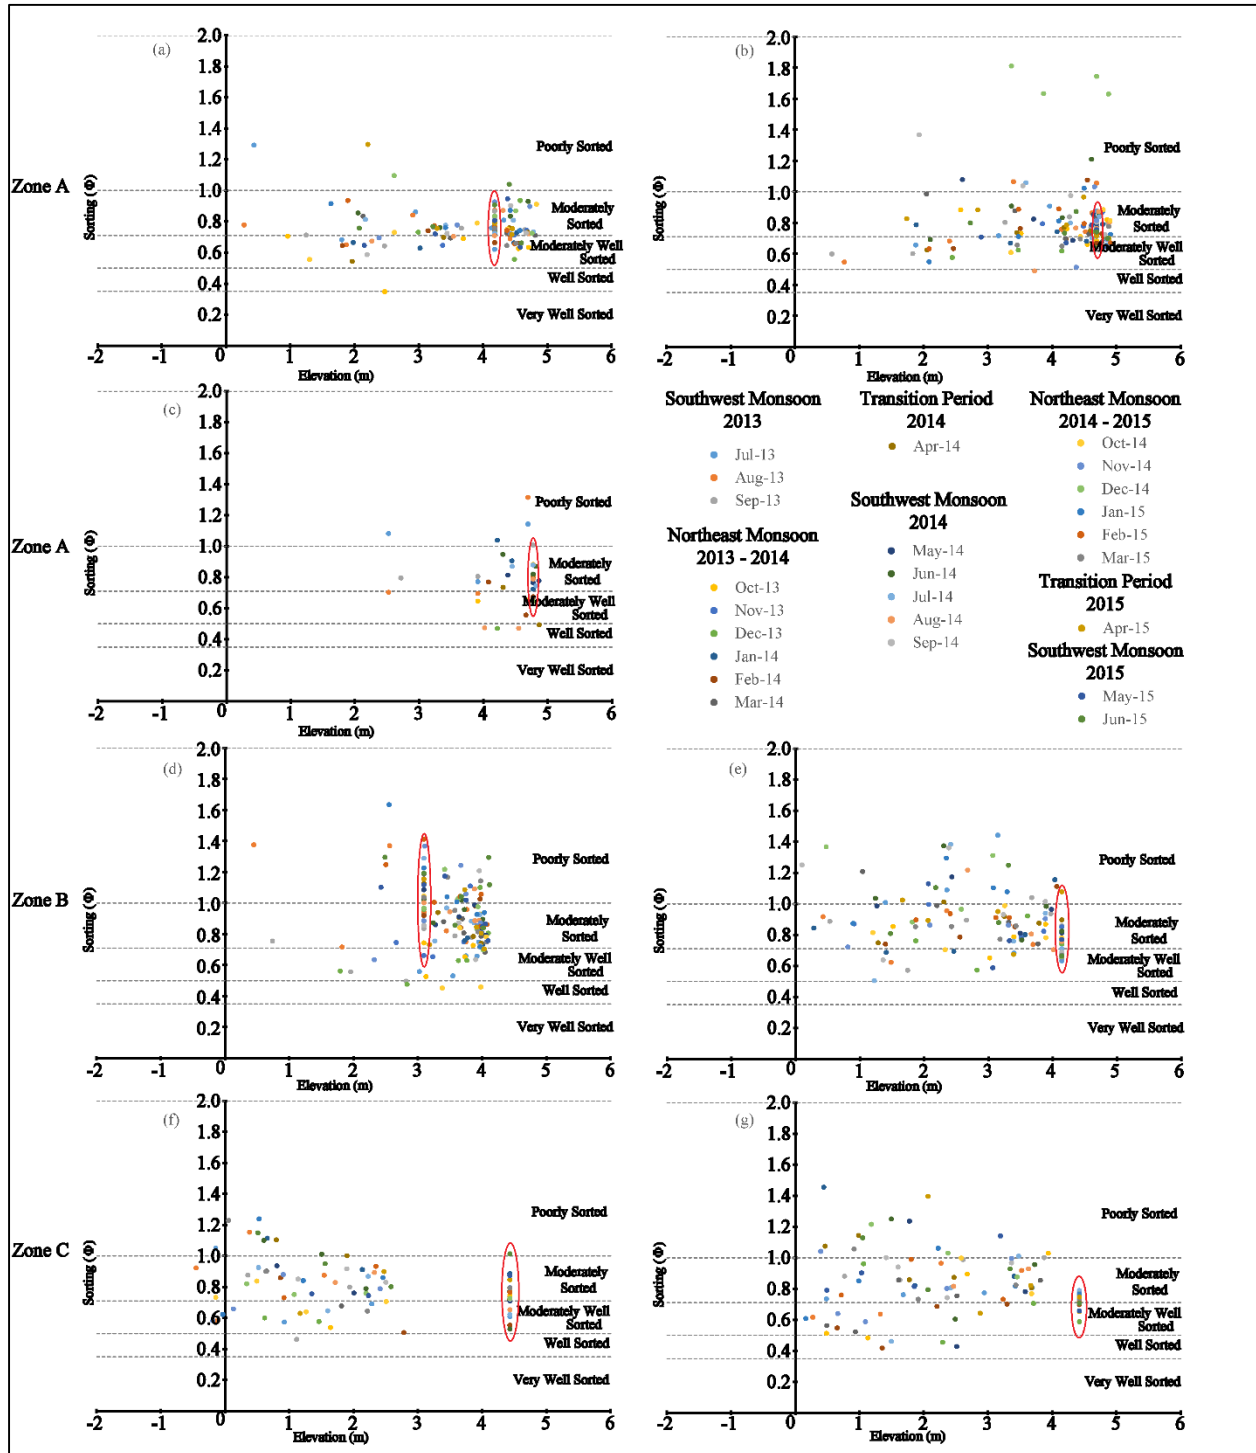 (a)
2.0
1.8
1.6
1.4
1.2
1.0
0.8
0.6
0.4
0.2
Zone A
Sorting (Φ)
Poorly Sorted
Moderately
Sorted
Moderately Well
Sorted
Well Sorted
Very Well Sorted
-2 -1 0 1 2 3 4 5 6
Elevation (m)
(b)
2.0
1.8
1.6
1.4
1.2
1.0
0.8
0.6
0.4
0.2
Sorting (Φ)
Poorly Sorted
Moderately
Sorted
Moderately Well
Sorted
Well Sorted
Very Well Sorted
-2 -1 0 1 2 3 4 5 6
Elevation (m)
(c)
2.0
1.8
1.6
1.4
1.2
1.0
0.8
0.6
0.4
0.2
Zone A
Sorting (Φ)
Poorly Sorted
Moderately
Sorted
Moderately Well
Sorted
Well Sorted
Very Well Sorted
-2 -1 0 1 2 3 4 5 6
Elevation (m)
Southwest Monsoon
2013
Jul-13
Aug-13
Sep-13
Northeast Monsoon
2013 - 2014
Oct-13
Nov-13
Dec-13
Jan-14
Feb-14
Mar-14
Transition Period
2014
Apr-14
Southwest Monsoon
2014
May-14
Jun-14
Jul-14
Aug-14
Sep-14
Northeast Monsoon
2014 - 2015
Oct-14
Nov-14
Dec-14
Jan-15
Feb-15
Mar-15
Transition Period
2015
Apr-15
Southwest Monsoon
2015
May-15
Jun-15
(d)
2.0
1.8
1.6
1.4
1.2
1.0
0.8
0.6
0.4
0.2
Zone B
Sorting (Φ)
Poorly Sorted
Moderately
Sorted
Moderately Well
Sorted
Well Sorted
Very Well Sorted
-2 -1 0 1 2 3 4 5 6
Elevation (m)
(e)
2.0
1.8
1.6
1.4
1.2
1.0
0.8
0.6
0.4
0.2
Sorting (Φ)
Poorly Sorted
Moderately
Sorted
Moderately Well
Sorted
Well Sorted
Very Well Sorted
-2 -1 0 1 2 3 4 5 6
Elevation (m)
(f)
2.0
1.8
1.6
1.4
1.2
1.0
0.8
0.6
0.4
0.2
Zone C
Sorting (Φ)
Poorly Sorted
Moderately
Sorted
Moderately Well
Sorted
Well Sorted
Very Well Sorted
-2 -1 0 1 2 3 4 5 6
Elevation (m)
(g)
2.0
1.8
1.6
1.4
1.2
1.0
0.8
0.6
0.4
0.2
Sorting (Φ)
Poorly Sorted
Moderately
Sorted
Moderately Well
Sorted
Well Sorted
Very Well Sorted
-2 -1 0 1 2 3 4 5 6
Elevation (m)